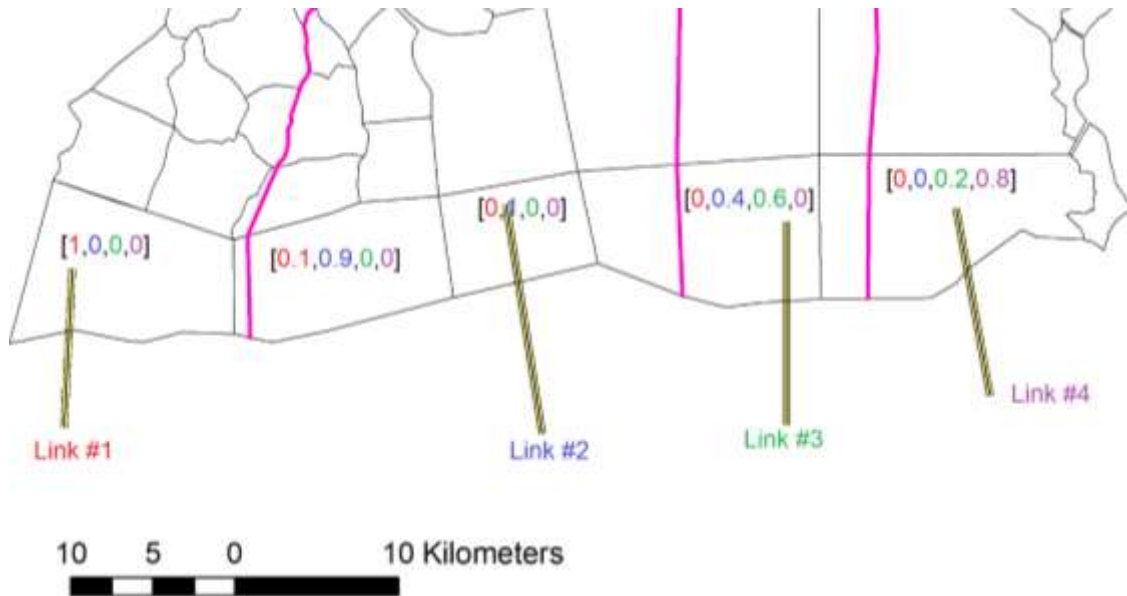 [0,0,0.2,0.8]
[0,0.4,0.6,0]
[0,1,0,0]
[1,0,0,0]
[0.1,0.9,0,0]
Link #4
Link #3
Link #1
Link #2
10 5 0 10 Kilometers